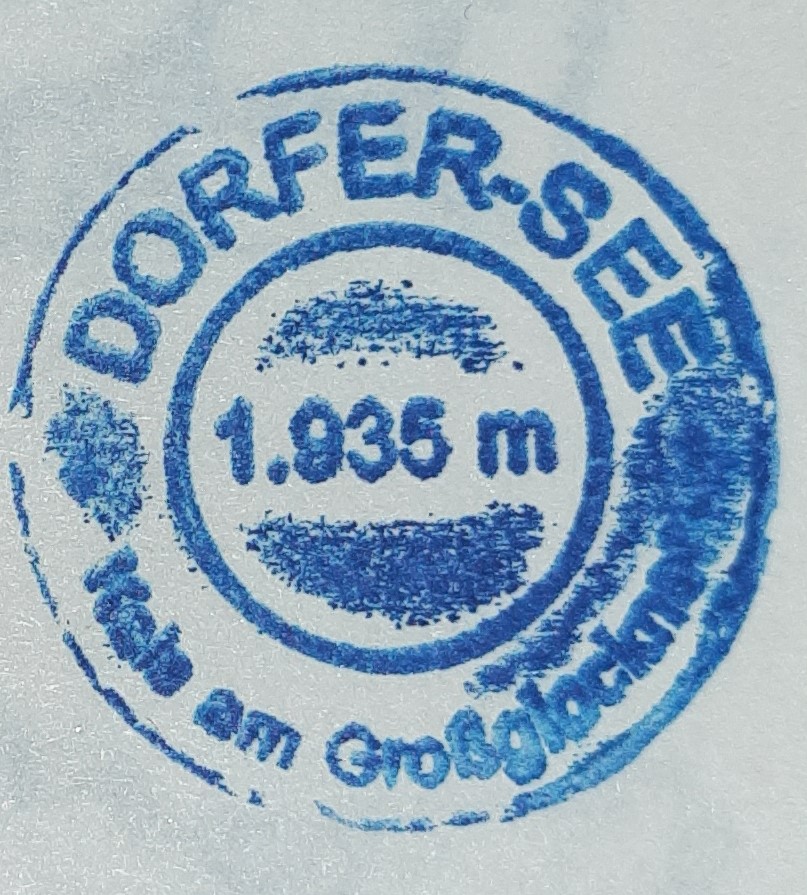 DORFER-SEE
1.935 m
Kals am Großglockner